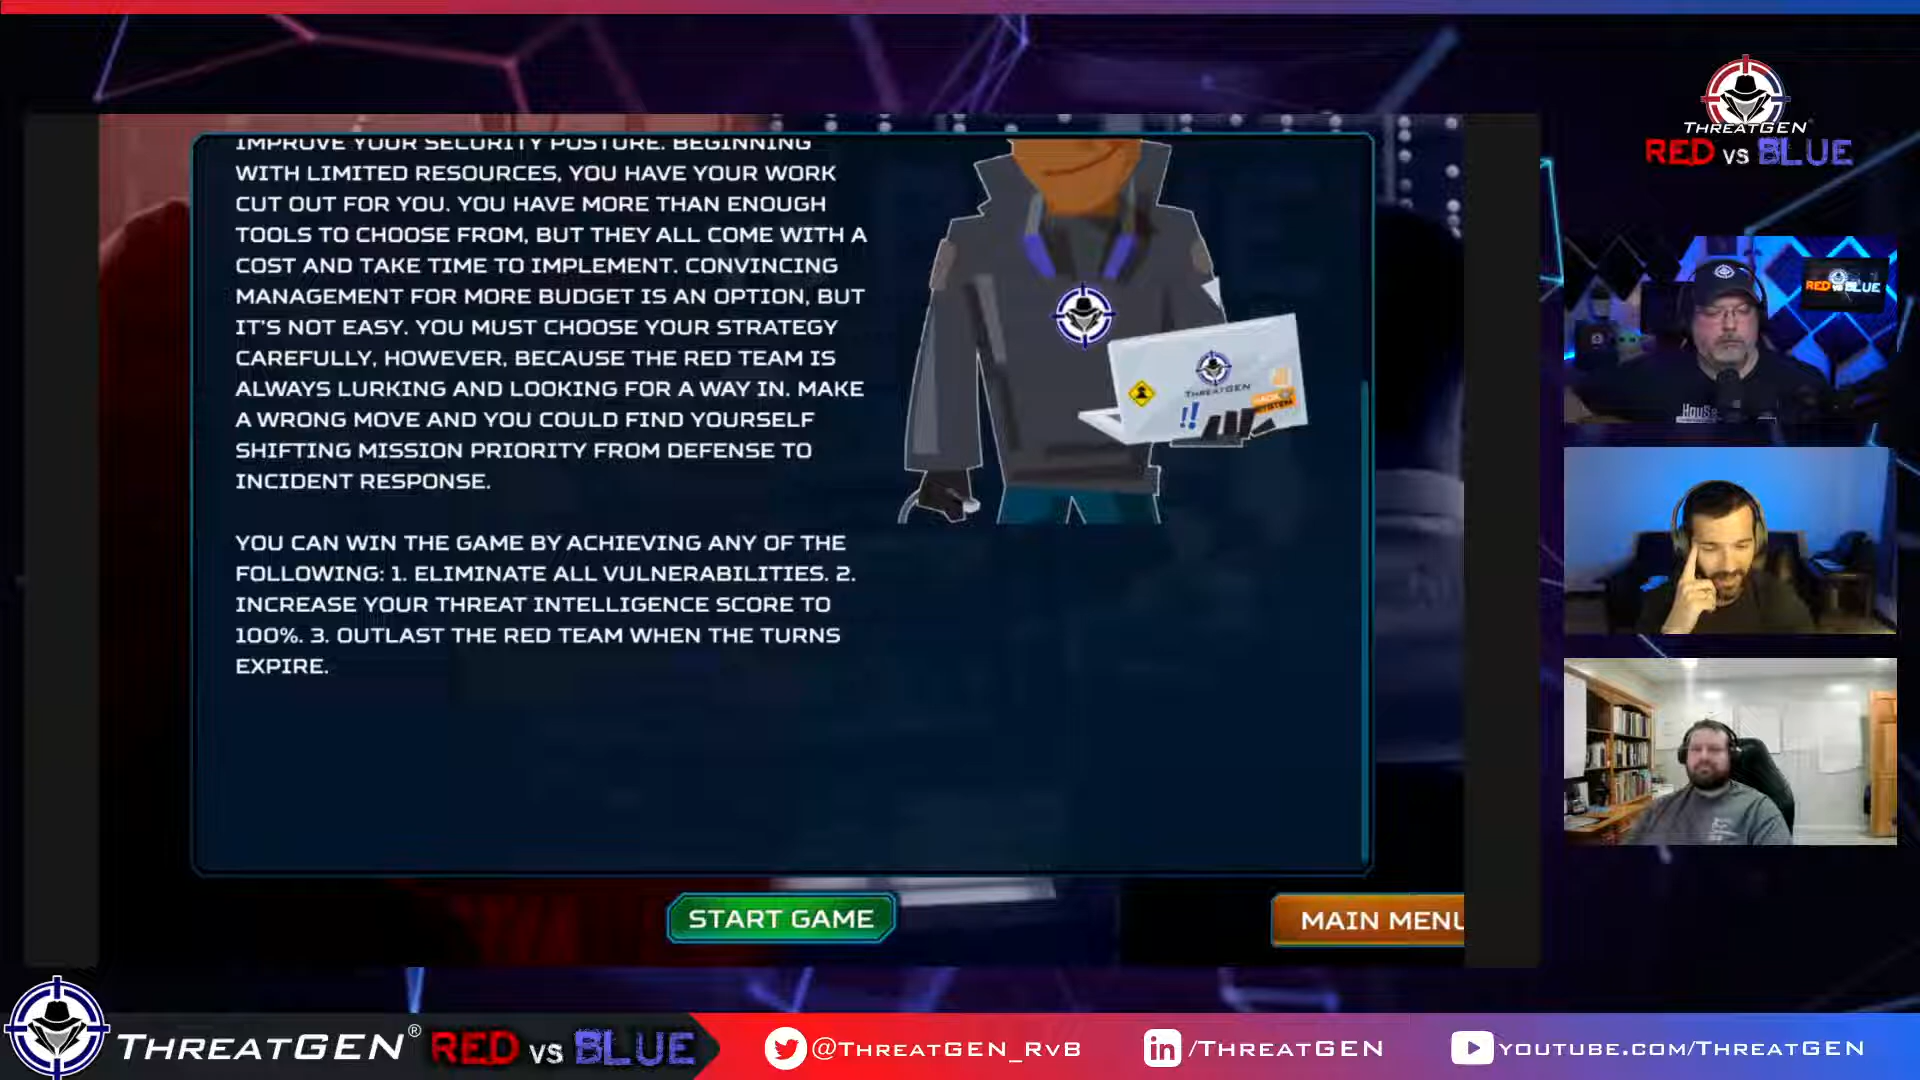 IMPROVE YOUR SECURITY POSTURE. BEGINNING
WITH LIMITED RESOURCES, YOU HAVE YOUR WORK
CUT OUT FOR YOU. YOU HAVE MORE THAN ENOUGH
TOOLS TO CHOOSE FROM, BUT THEY ALL COME WITH A
COST AND TAKE TIME TO IMPLEMENT. CONVINCING
MANAGEMENT FOR MORE BUDGET IS AN OPTION, BUT
IT'S NOT EASY. YOU MUST CHOOSE YOUR STRATEGY
CAREFULLY, HOWEVER, BECAUSE THE RED TEAM IS
ALWAYS LURKING AND LOOKING FOR A WAY IN. MAKE
A WRONG MOVE AND YOU COULD FIND YOURSELF
SHIFTING MISSION PRIORITY FROM DEFENSE TO
INCIDENT RESPONSE.
YOU CAN WIN THE GAME BY ACHIEVING ANY OF THE
FOLLOWING: 1. ELIMINATE ALL VULNERABILITIES. 2.
INCREASE YOUR THREAT INTELLIGENCE SCORE TO
100%. 3. OUTLAST THE RED TEAM WHEN THE TURNS
EXPIRE.
THREATGEN
!!
START GAME
MAIN MENU
THREATGEN®
RED VS BLUE
RED VS BLUE
HOUSE
THREATGEN® RED VS BLUE
@THREATGEN_RVB
in /THREATGEN
YOUTUBE.COM/THREATGEN